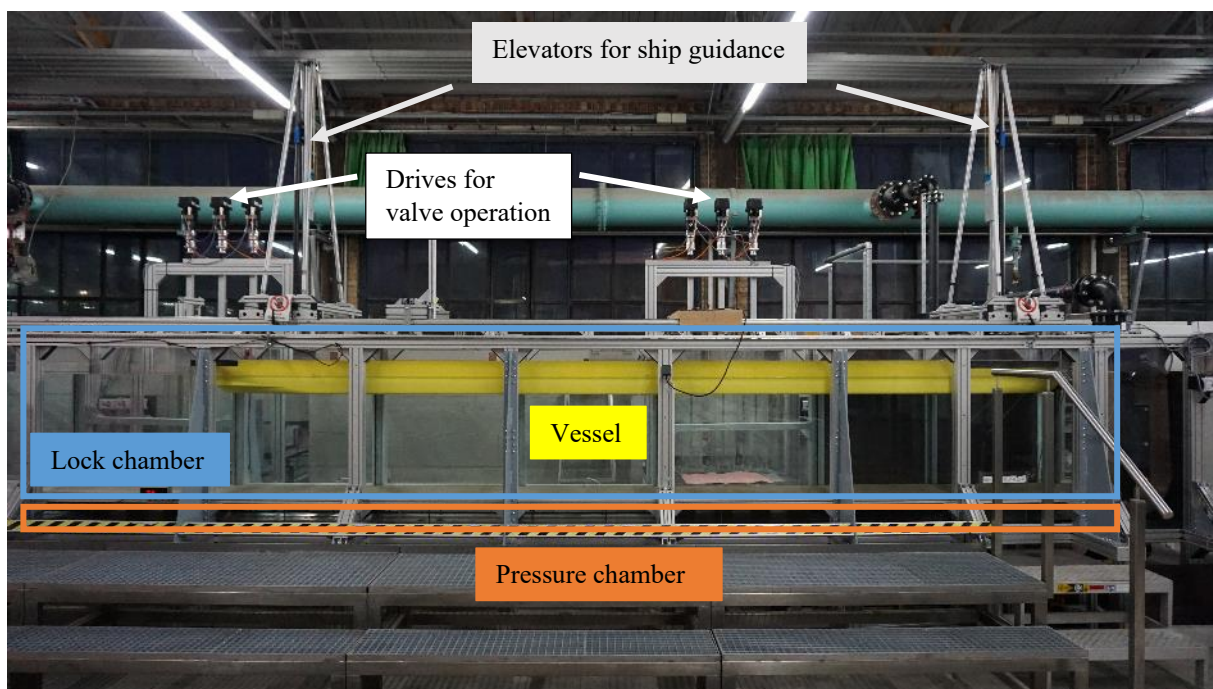 Elevators for ship guidance
Drives for
valve operation
Vessel
Lock chamber
Pressure chamber